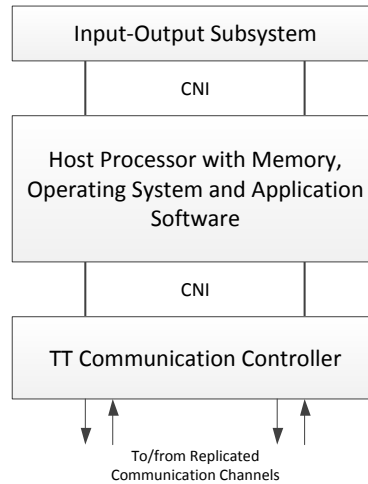 Input-Output Subsystem
CNI
Host Processor with Memory,
Operating System and Application
Software
CNI
TT Communication Controller
To/from Replicated
Communication Channels